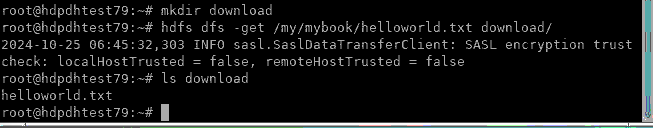 root@hdpdhtest79:~# mkdir download
root@hdpdhtest79:~# hdfs dfs -get /my/mybook/helloworld.txt download/
2024-10-25 06:45:32,303 INFO sasl.SaslDataTransferClient: SASL encryption trust
check: localHostTrusted = false, remoteHostTrusted = false
root@hdpdhtest79:~# ls download
helloworld.txt
root@hdpdhtest79:~#